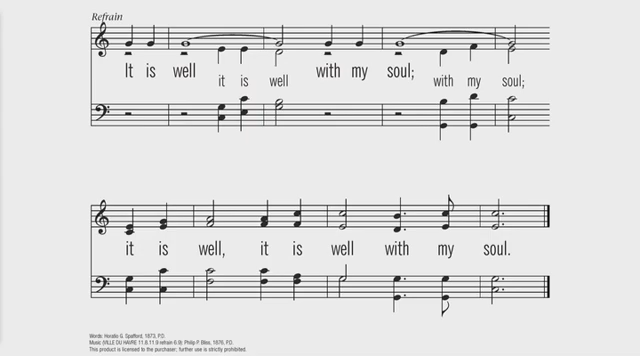 Refrain
It is well with my soul;
it is well with my soul;
it is well, it is well with my soul.
Words: Horatio G. Spafford, 1873, P.D.
Music (VILLE DU HAVRE 11.8.11.9 refrain 6.9): Philip P. Bliss, 1876, P.D.
This product is licensed to the purchaser; further use is strictly prohibited.